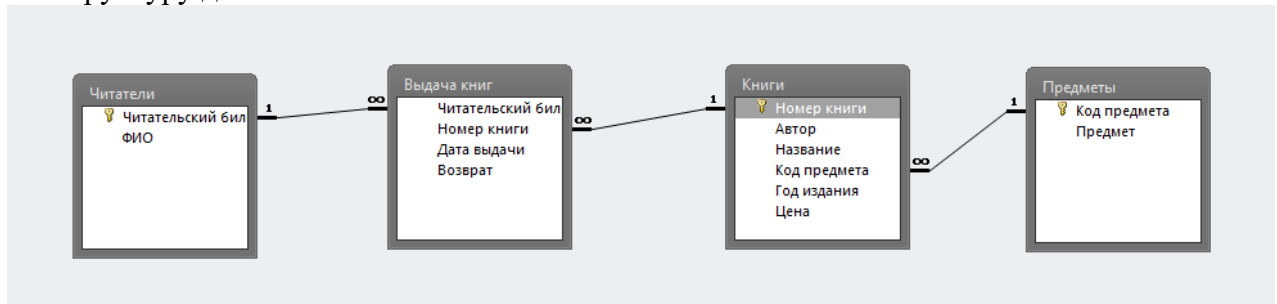 Читатели
Читательский бил
ФИО
1
∞
Выдача книг
Читательский бил
Номер книги
Дата выдачи
Возврат
∞
1
Книги
Номер книги
Автор
Название
Код предмета
Год издания
Цена
∞
1
Предметы
Код предмета
Предмет